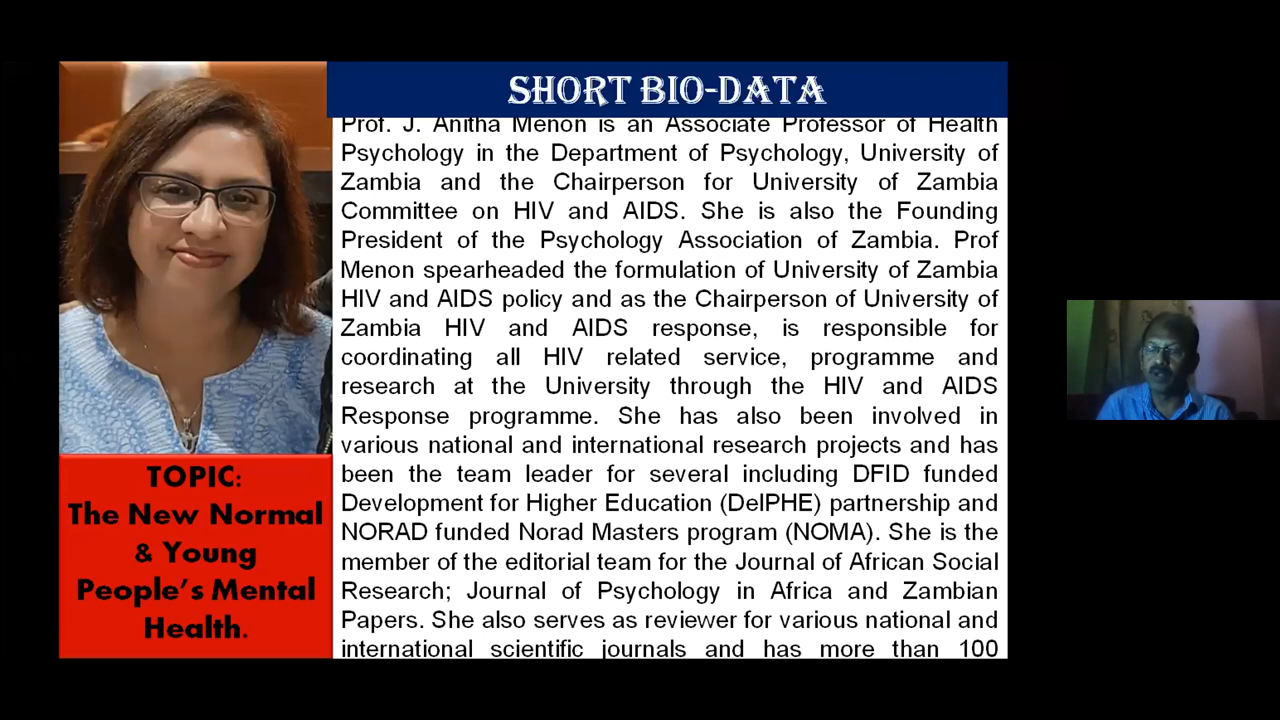 SHORT BIO-DATA
Prof. J. Anitha Menon is an Associate Professor of Health
Psychology in the Department of Psychology, University of
Zambia and the Chairperson for University of Zambia
Committee on HIV and AIDS. She is also the Founding
President of the Psychology Association of Zambia. Prof
Menon spearheaded the formulation of University of Zambia
HIV and AIDS policy and as the Chairperson of University of
Zambia HIV and AIDS response, is responsible for
coordinating all HIV related service, programme and
research at the University through the HIV and AIDS
Response programme. She has also been involved in
various national and international research projects and has
been the team leader for several including DFID funded
Development for Higher Education (DelPHE) partnership and
NORAD funded Norad Masters program (NOMA). She is the
member of the editorial team for the Journal of African Social
Research; Journal of Psychology in Africa and Zambian
Papers. She also serves as reviewer for various national and
international scientific journals and has more than 100
TOPIC:
The New Normal
& Young
People's Mental
Health.